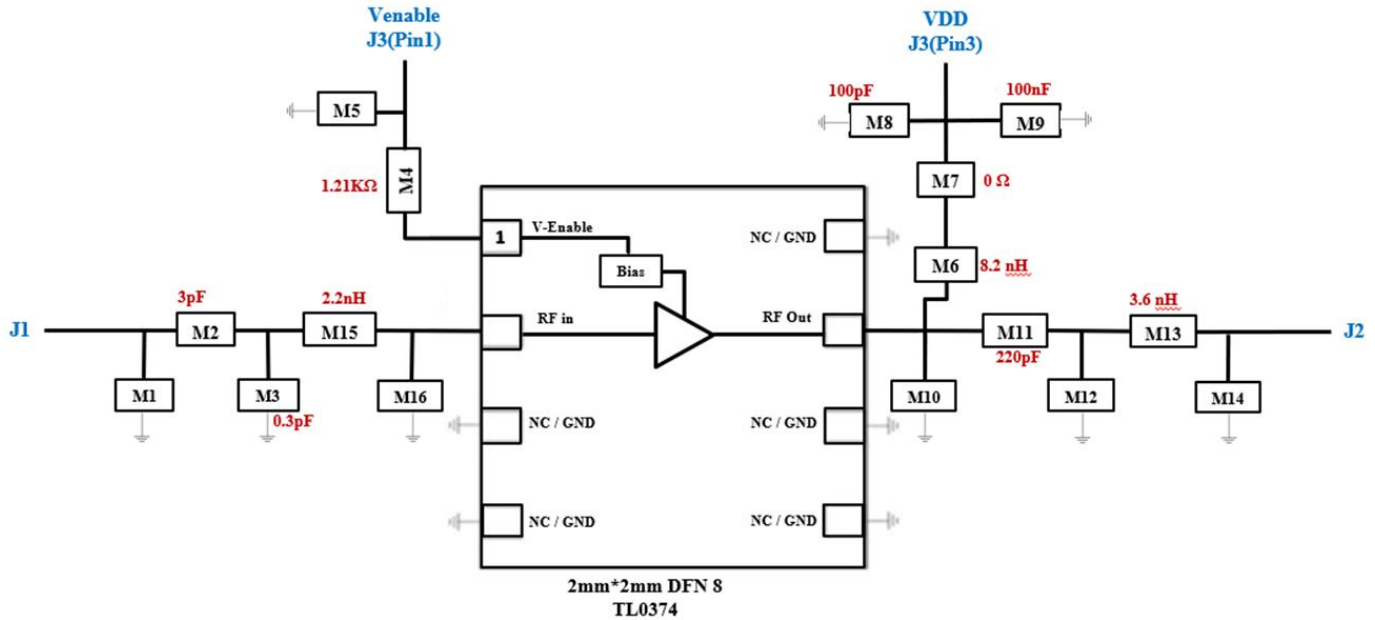 Venable
J3(Pin1)
VDD
J3(Pin3)
M5
100pF
M8
100nF
M9
1.21KΩ
M4
M7
0 Ω
1
V-Enable
NC / GND
Bias
M6
8.2 nH
J1
3pF
M2
2.2nH
M15
RF in
RF Out
M11
220pF
3.6 nH
M13
J2
M1
M3
0.3pF
M16
M10
M12
M14
NC / GND
NC / GND
NC / GND
NC / GND
2mm*2mm DFN 8
TL0374